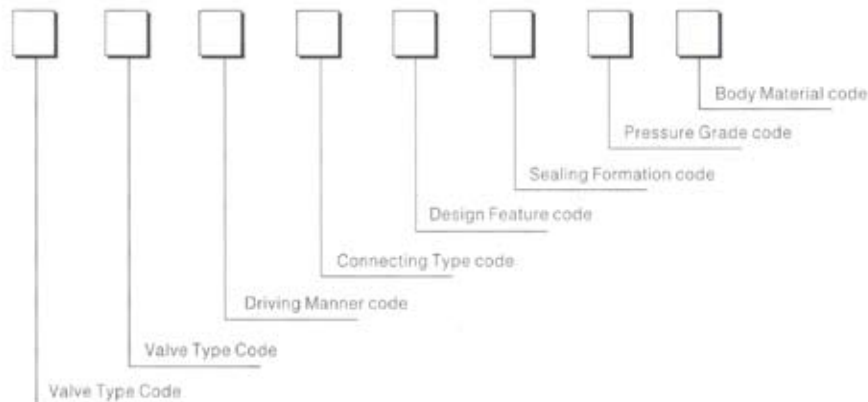 Body Material code
Pressure Grade code
Sealing Formation code
Design Feature code
Connecting Type code
Driving Manner code
Valve Type Code
Valve Type Code